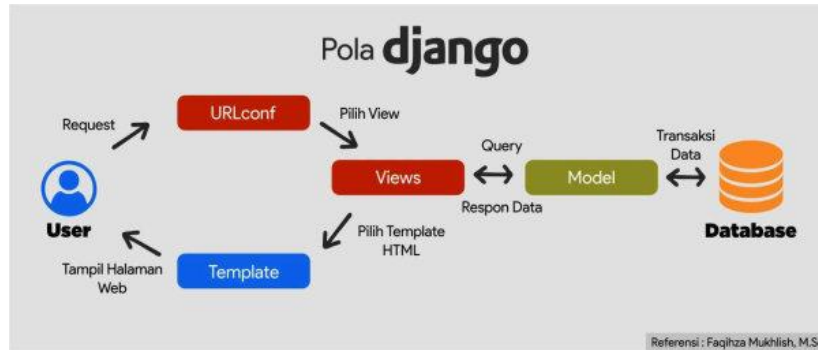 Pola django
Request
URLconf
Pilih View
User
Views
Query
Respon Data
Model
Transaksi
Data
Database
Pilih Template
HTML
Template
Tampil Halaman
Web
Referensi : Faqihza Mukhlish, M.S